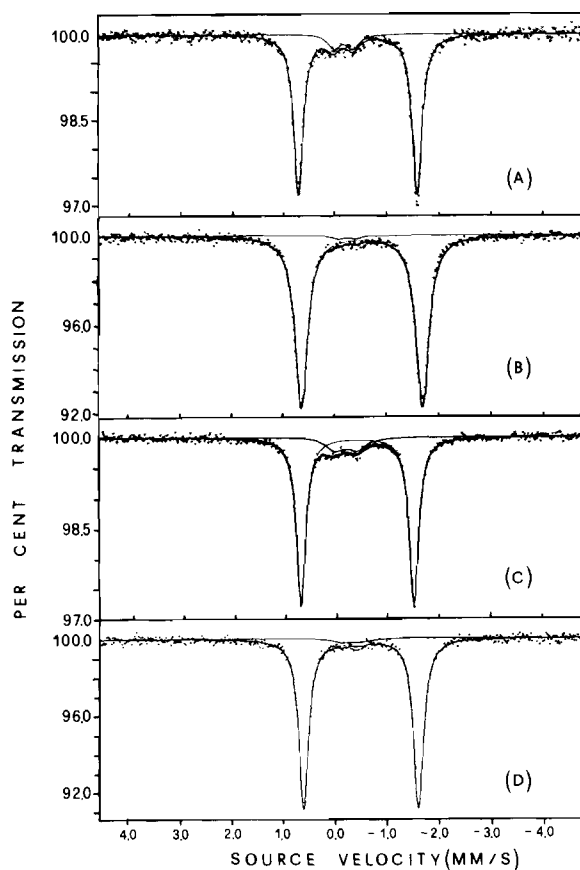 100.0
98.5
97.0
(A)
100.0
96.0
92.0
(B)
100.0
98.5
97.0
(C)
100.0
96.0
92.0
(D)
PER CENT TRANSMISSION
4,0 3,0 2,0 1,0 0,0 -1.0 -2.0 -3.0 -4.0
SOURCE VELOCITY(MM/S)